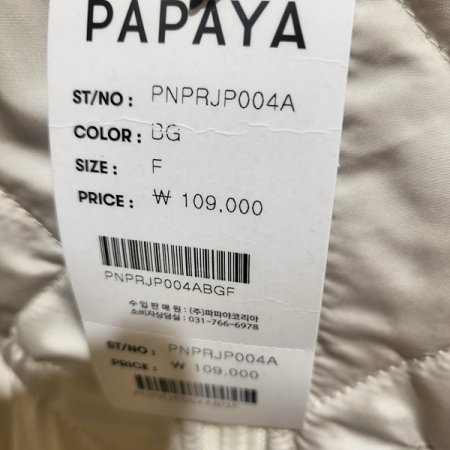 PAPAYA
ST/NO : PNPRJP004A
COLOR : BG
SIZE : F
PRICE : ₩ 109,000
PNPRJP004ABGF
수 입 판 매 원 : (주)파파야코리아
소비자상담실 : 031-766-6978
ST/NO : PNPRJP004A
PRICE : ₩ 109,000
PNPRJP004ABGF